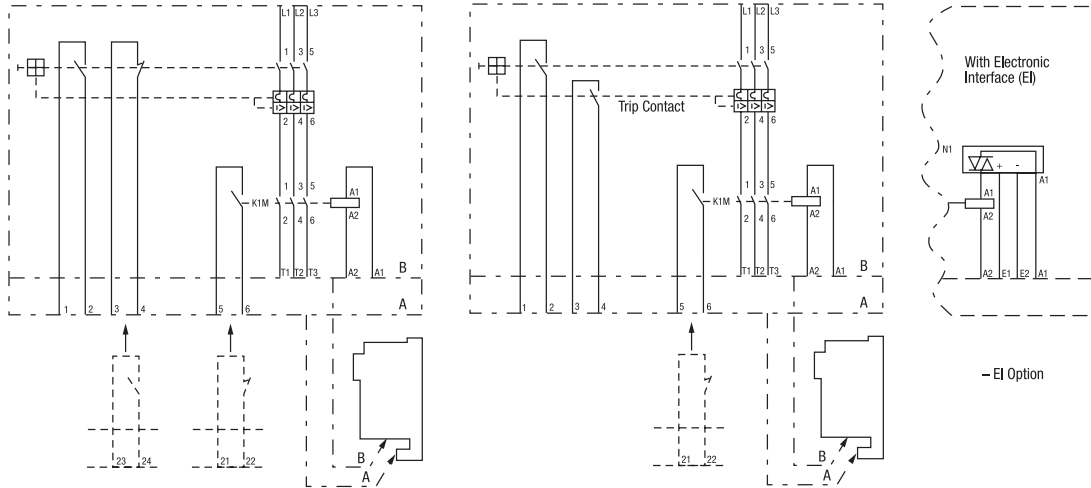 L1 L2 L3
1 3 5
I> I> I>
2 4 6
1 3 5
K1M
A1
2 4 6
A2
T1 T2 T3 A2 A1
B
A
1 2 3 4 5 6
23 24 21 22
B
A
L1 L2 L3
1 3 5
Trip Contact
I> I> I>
2 4 6
1 3 5
K1M
A1
2 4 6
A2
T1 T2 T3 A2 A1
B
A
1 2 3 4 5 6
21 22
B
A
With Electronic
Interface (EI)
N1
+ -
A1
A1
A2
A2 E1 E2 A1
– EI Option